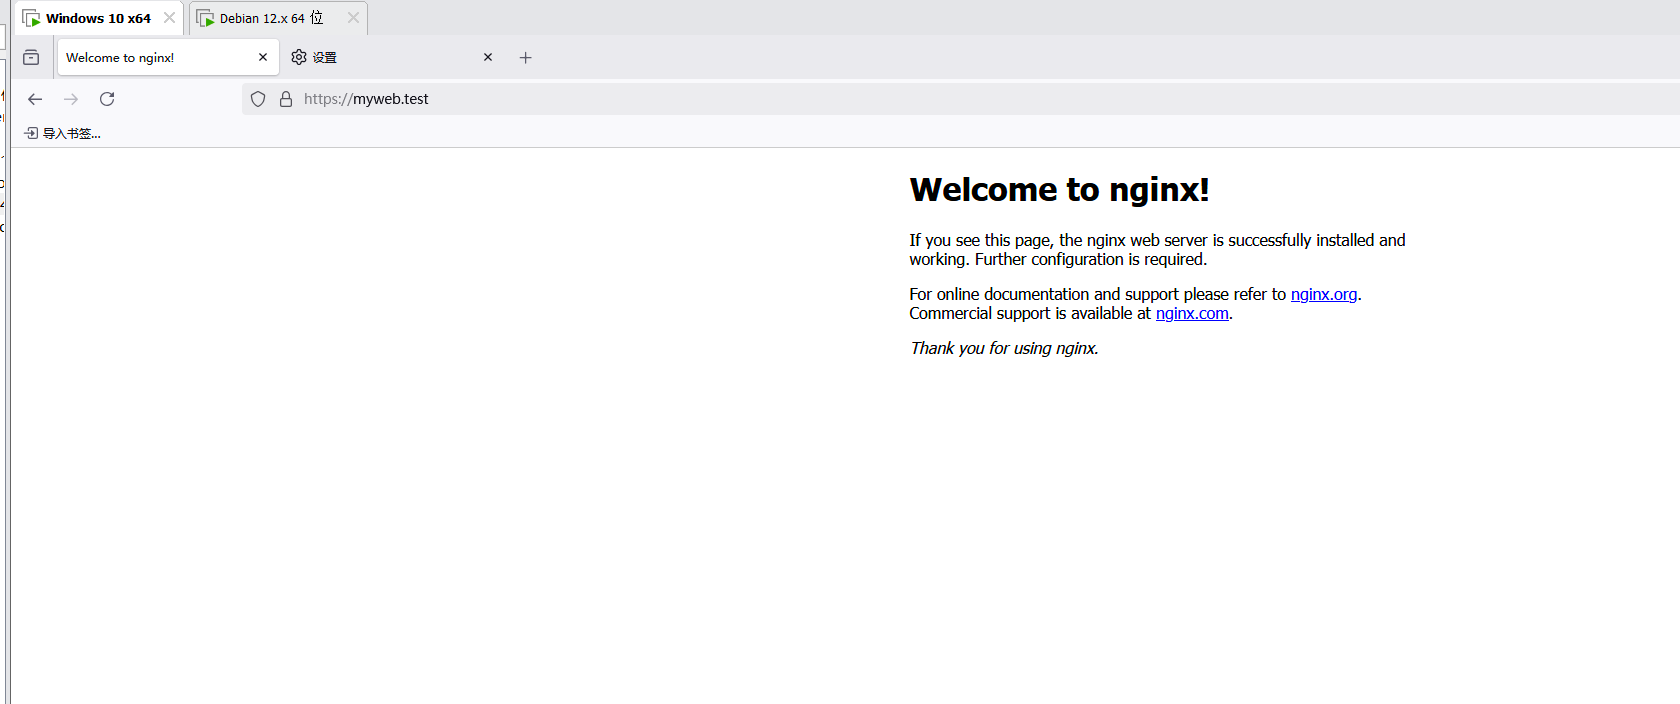 Windows 10 x64
Debian 12.x 64 位
Welcome to nginx!
设置
https://myweb.test
导入书签...
Welcome to nginx!
If you see this page, the nginx web server is successfully installed and
working. Further configuration is required.
For online documentation and support please refer to nginx.org.
Commercial support is available at nginx.com.
Thank you for using nginx.